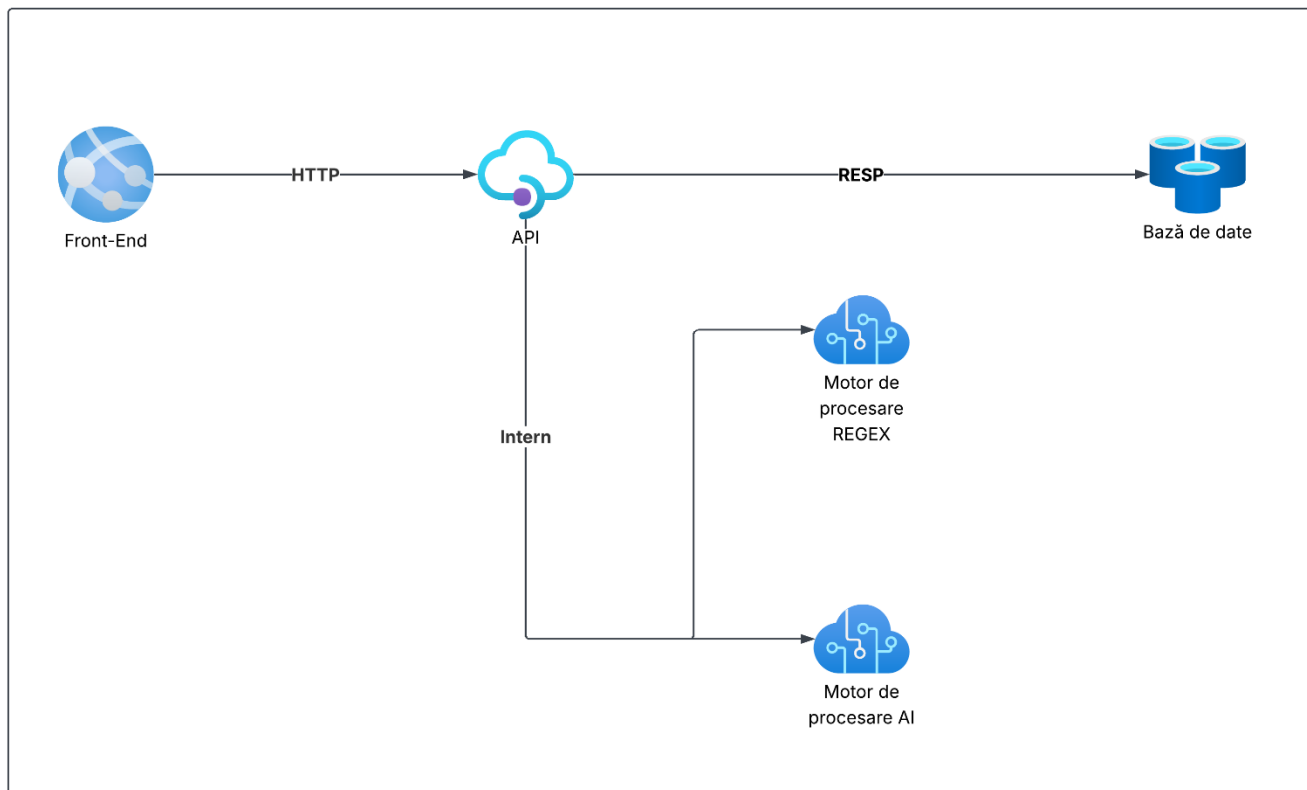 HTTP
RESP
Front-End
API
Bază de date
Motor de
procesare
REGEX
Intern
Motor de
procesare AI